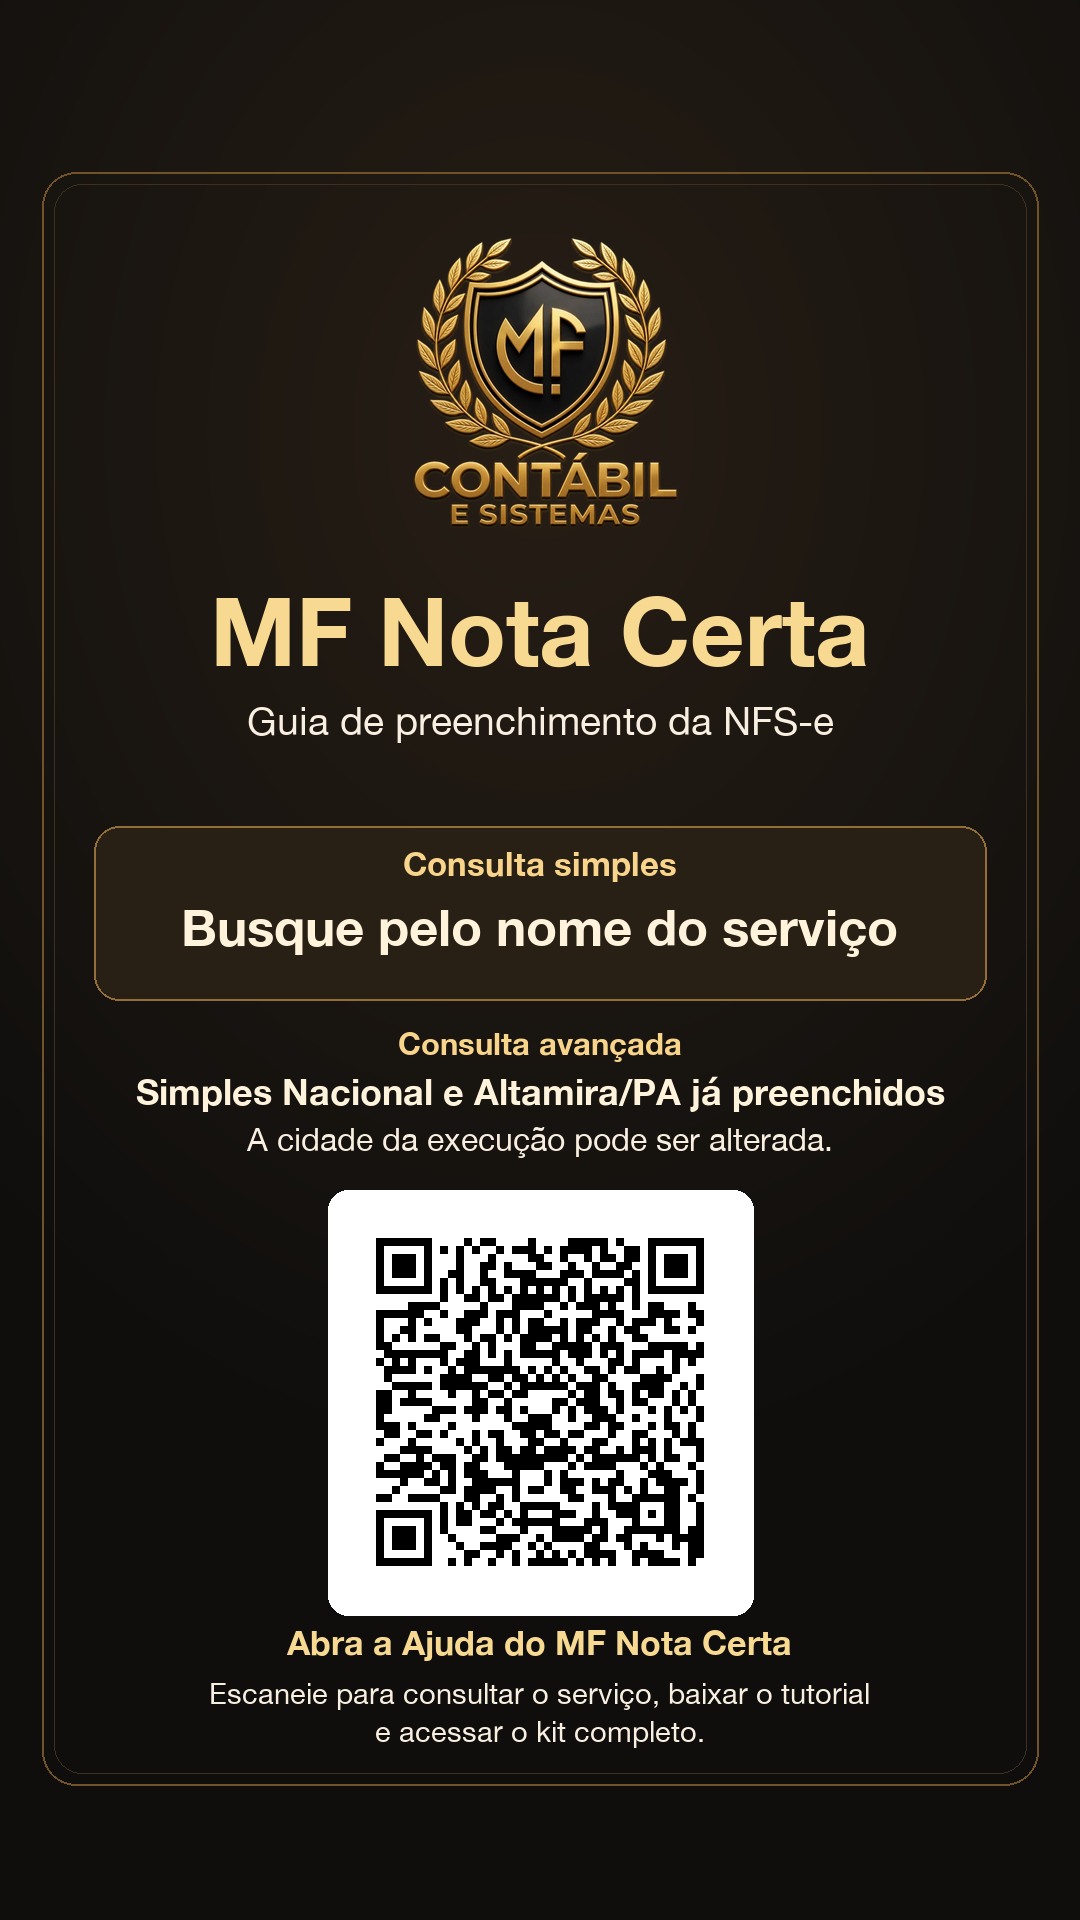 MF
CONTÁBIL
E SISTEMAS
MF Nota Certa
Guia de preenchimento da NFS-e
Consulta simples
Busque pelo nome do serviço
Consulta avançada
Simples Nacional e Altamira/PA já preenchidos
A cidade da execução pode ser alterada.
Abra a Ajuda do MF Nota Certa
Escaneie para consultar o serviço, baixar o tutorial
e acessar o kit completo.